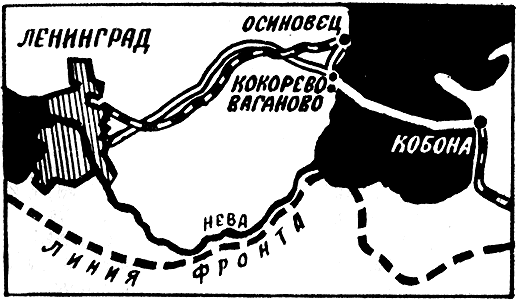 ОСИНОВЕЦ
ЛЕНИНГРАД
КОКОРЕВО
ВАГАНОВО
КОБОНА
НЕВА
ЛИНИЯ ФРОНТА